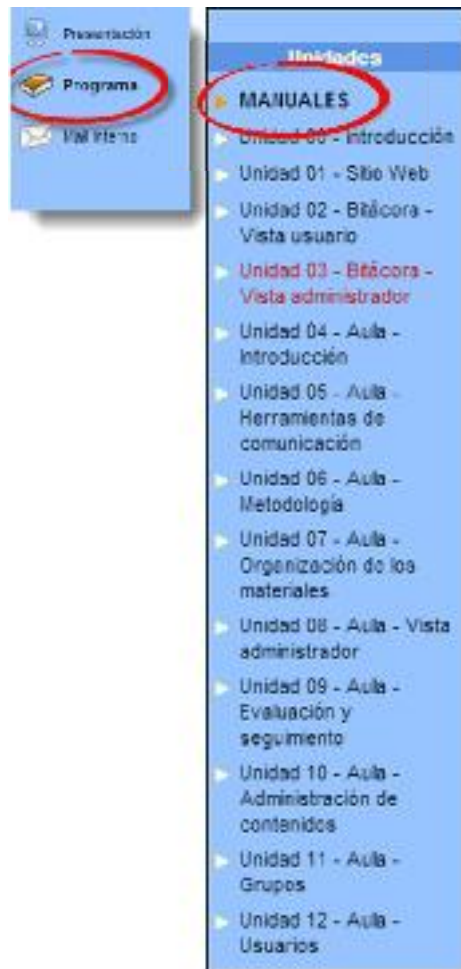 Presentación
Programa
Mail Interno
Unidades
MANUALES
Unidad 00 - Introducción
Unidad 01 - Sitio Web
Unidad 02 - Bitácora -
Vista usuario
Unidad 03 - Bitácora -
Vista administrador
Unidad 04 - Aula -
Introducción
Unidad 05 - Aula -
Herramientas de
comunicación
Unidad 06 - Aula -
Metodología
Unidad 07 - Aula -
Organización de los
materiales
Unidad 08 - Aula - Vista
administrador
Unidad 09 - Aula -
Evaluación y
seguimiento
Unidad 10 - Aula -
Administración de
contenidos
Unidad 11 - Aula -
Grupos
Unidad 12 - Aula -
Usuarios